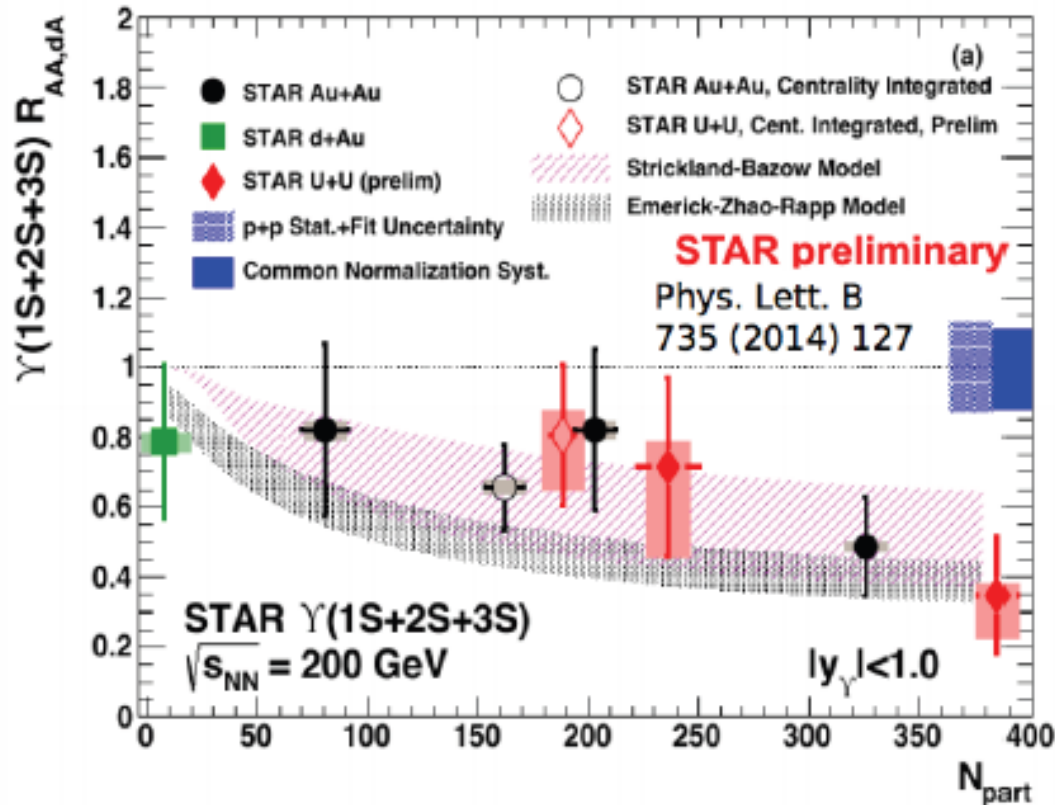 Υ(1S+2S+3S) R_AA,dA
2
1.8
1.6
1.4
1.2
1
0.8
0.6
0.4
0.2
0
(a)
STAR Au+Au
STAR d+Au
STAR U+U (prelim)
p+p Stat.+Fit Uncertainty
Common Normalization Syst.
STAR Au+Au, Centrality Integrated
STAR U+U, Cent. Integrated, Prelim
Strickland-Bazow Model
Emerick-Zhao-Rapp Model
STAR preliminary
Phys. Lett. B
735 (2014) 127
STAR Υ(1S+2S+3S)
√s_NN = 200 GeV
|y_Υ|<1.0
0 50 100 150 200 250 300 350 400
N_part